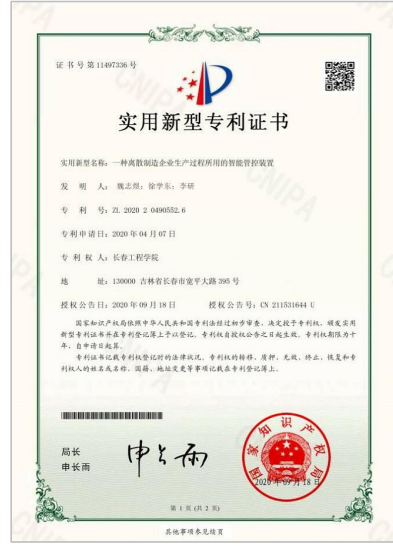 证书号第11497336号
实用新型专利证书
实用新型名称：一种离散制造企业生产过程所用的智能管控装置
发 明 人：魏志煜；徐学东；李研
专 利 号：ZL 2020 2 0490552.6
专利申请日：2020年04月07日
专 利 权 人：长春工程学院
地 址：130000 吉林省长春市宽平大路395号
授权公告日：2020年09月18日 授权公告号：CN 211531644 U
国家知识产权局依照中华人民共和国专利法经过初步审查，决定授予专利权，颁发实用
新型专利证书并在专利登记簿上予以登记。专利权自授权公告之日起生效。专利权期限为十
年，自申请日起算。
专利证书记载专利权登记时的法律状况。专利权的转移、质押、无效、终止、恢复和专
利权人的姓名或名称、国籍、地址变更等事项记载在专利登记簿上。
局长
申长雨
申长雨
国家知识产权局
2020年09月18日
第 1 页（共 2 页）
其他事项参见续页
CNIPA